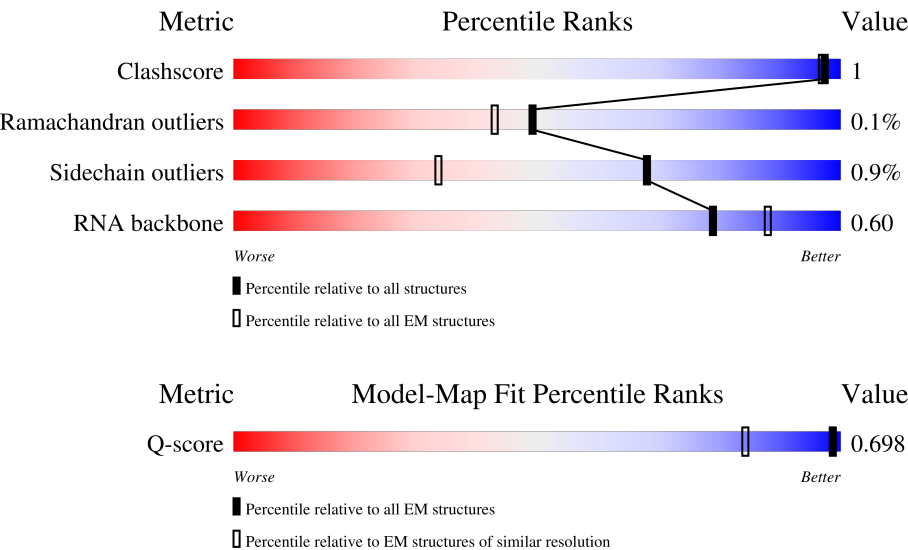 Metric Percentile Ranks Value
Clashscore 1
Ramachandran outliers 0.1%
Sidechain outliers 0.9%
RNA backbone 0.60
Worse Better
Percentile relative to all structures
Percentile relative to all EM structures
Metric Model-Map Fit Percentile Ranks Value
Q-score 0.698
Worse Better
Percentile relative to all EM structures
Percentile relative to EM structures of similar resolution